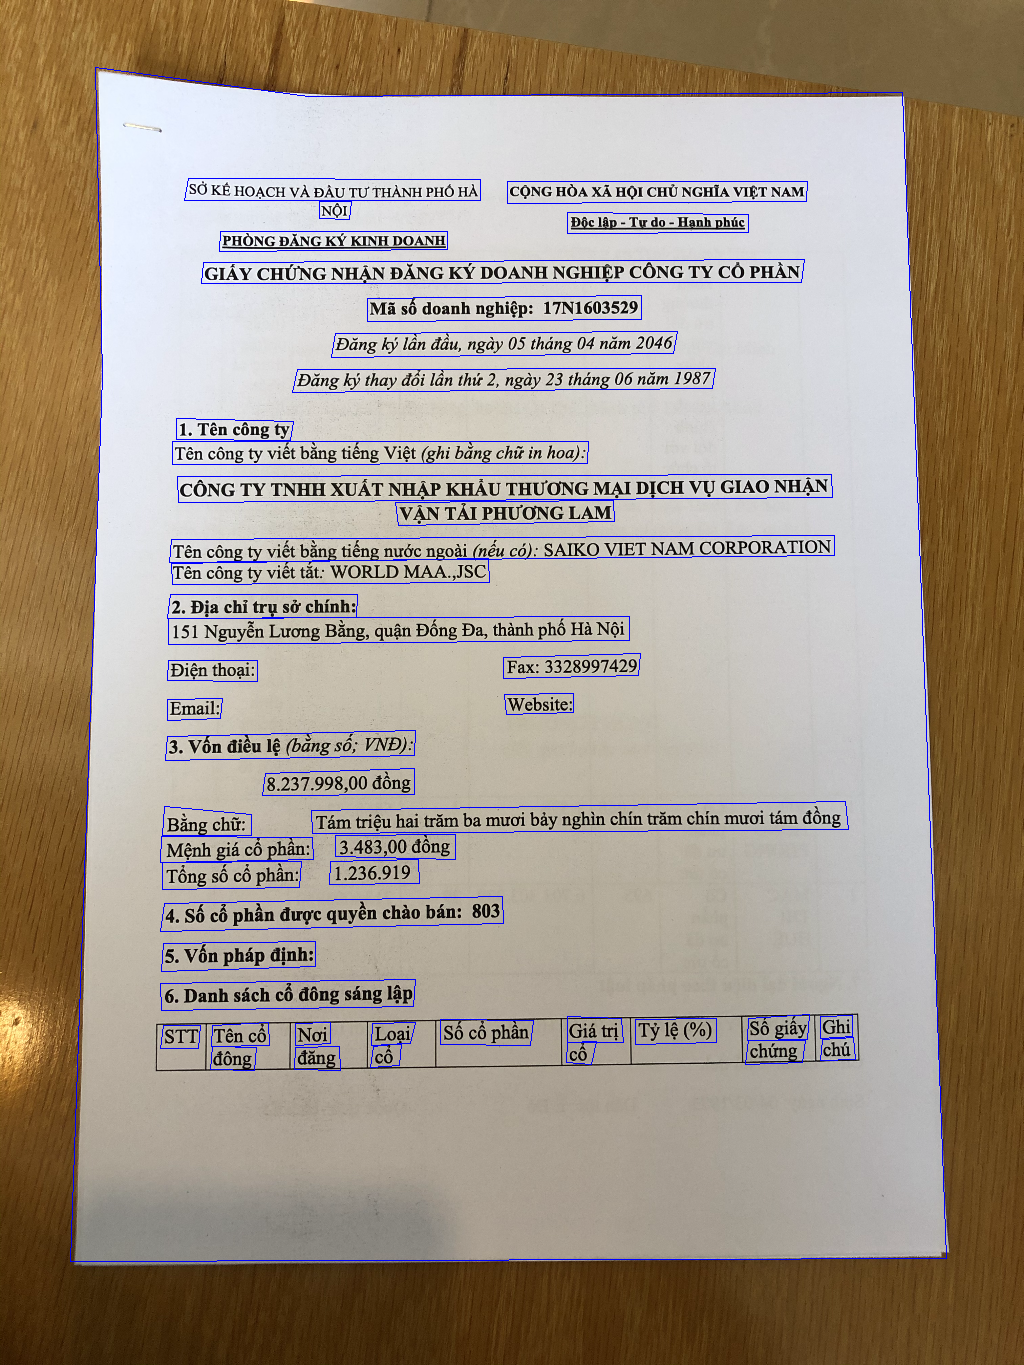 SỞ KẾ HOẠCH VÀ ĐẦU TƯ THÀNH PHỐ HÀ NỘI
CỘNG HÒA XÃ HỘI CHỦ NGHĨA VIỆT NAM
Độc lập - Tự do - Hạnh phúc
PHÒNG ĐĂNG KÝ KINH DOANH
GIẤY CHỨNG NHẬN ĐĂNG KÝ DOANH NGHIỆP CÔNG TY CỔ PHẦN
Mã số doanh nghiệp: 17N1603529
Đăng ký lần đầu, ngày 05 tháng 04 năm 2046
Đăng ký thay đổi lần thứ 2, ngày 23 tháng 06 năm 1987
1. Tên công ty
Tên công ty viết bằng tiếng Việt (ghi bằng chữ in hoa):
CÔNG TY TNHH XUẤT NHẬP KHẨU THƯƠNG MẠI DỊCH VỤ GIAO NHẬN
VẬN TẢI PHƯƠNG LAM
Tên công ty viết bằng tiếng nước ngoài (nếu có): SAIKO VIET NAM CORPORATION
Tên công ty viết tắt: WORLD MAA.,JSC
2. Địa chỉ trụ sở chính:
151 Nguyễn Lương Bằng, quận Đống Đa, thành phố Hà Nội
Điện thoại: Fax: 3328997429
Email: Website:
3. Vốn điều lệ (bằng số; VNĐ):
8.237.998,00 đồng
Bằng chữ: Tám triệu hai trăm ba mươi bảy nghìn chín trăm chín mươi tám đồng
Mệnh giá cổ phần: 3.483,00 đồng
Tổng số cổ phần: 1.236.919
4. Số cổ phần được quyền chào bán: 803
5. Vốn pháp định:
6. Danh sách cổ đông sáng lập
STT Tên cổ Nơi Loại Số cổ phần Giá trị Tỷ lệ (%) Số giấy Ghi
đông đăng cổ cổ chứng chú